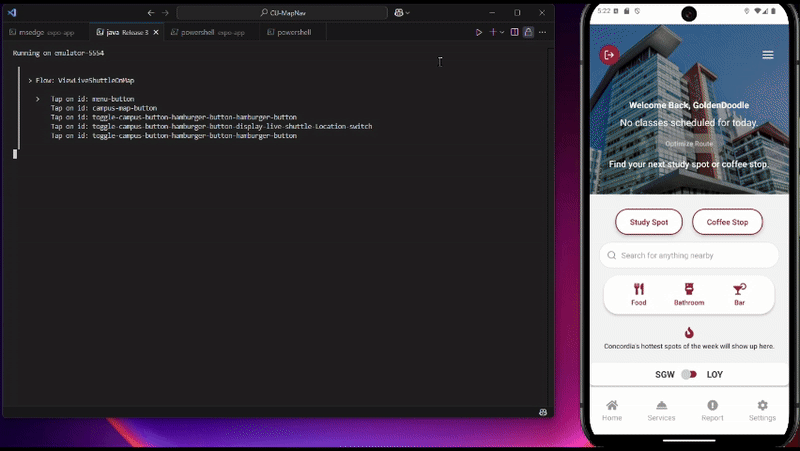 CU-MapNav
msedge expo-app
java Release 3
powershell expo-app
powershell
Running on emulator-5554
> Flow: ViewLiveShuttleOnMap
> Tap on id: menu-button
Tap on id: campus-map-button
Tap on id: toggle-campus-button-hamburger-button-hamburger-button
Tap on id: toggle-campus-button-hamburger-button-display-live-shuttle-Location-switch
Tap on id: toggle-campus-button-hamburger-button-hamburger-button
5:22
Welcome Back, GoldenDoodle
No classes scheduled for today.
Optimize Route
Find your next study spot or coffee stop.
Study Spot
Coffee Stop
Search for anything nearby
Food
Bathroom
Bar
Concordia's hottest spots of the week will show up here.
SGW
LOY
Home
Services
Report
Settings